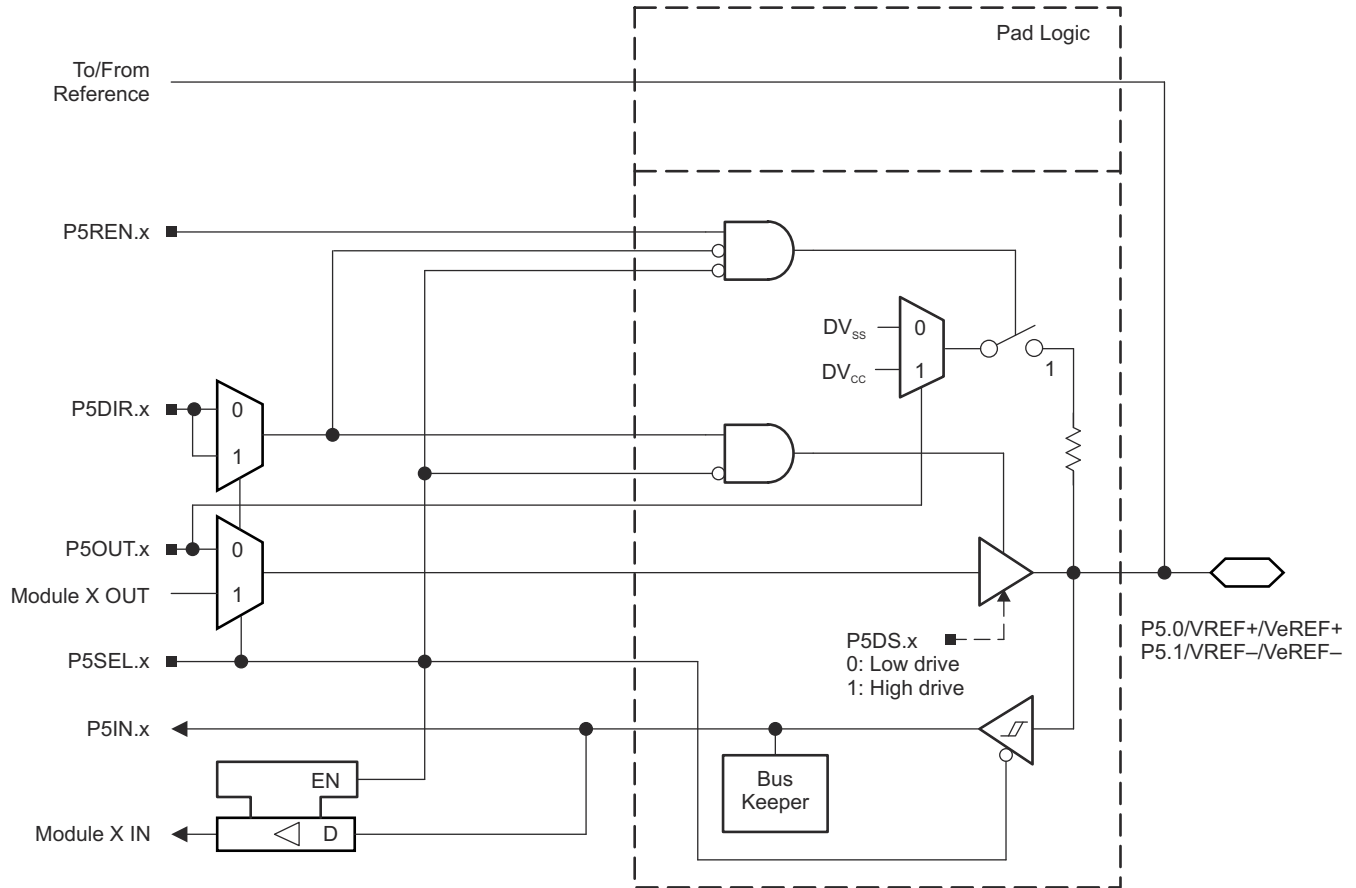 Pad Logic
To/From
Reference
P5REN.x
DVSS
0
DVCC
1
1
P5DIR.x
0
1
P5OUT.x
0
Module X OUT
1
P5SEL.x
P5DS.x
0: Low drive
1: High drive
P5.0/VREF+/VeREF+
P5.1/VREF–/VeREF–
P5IN.x
EN
Bus
Keeper
Module X IN
D